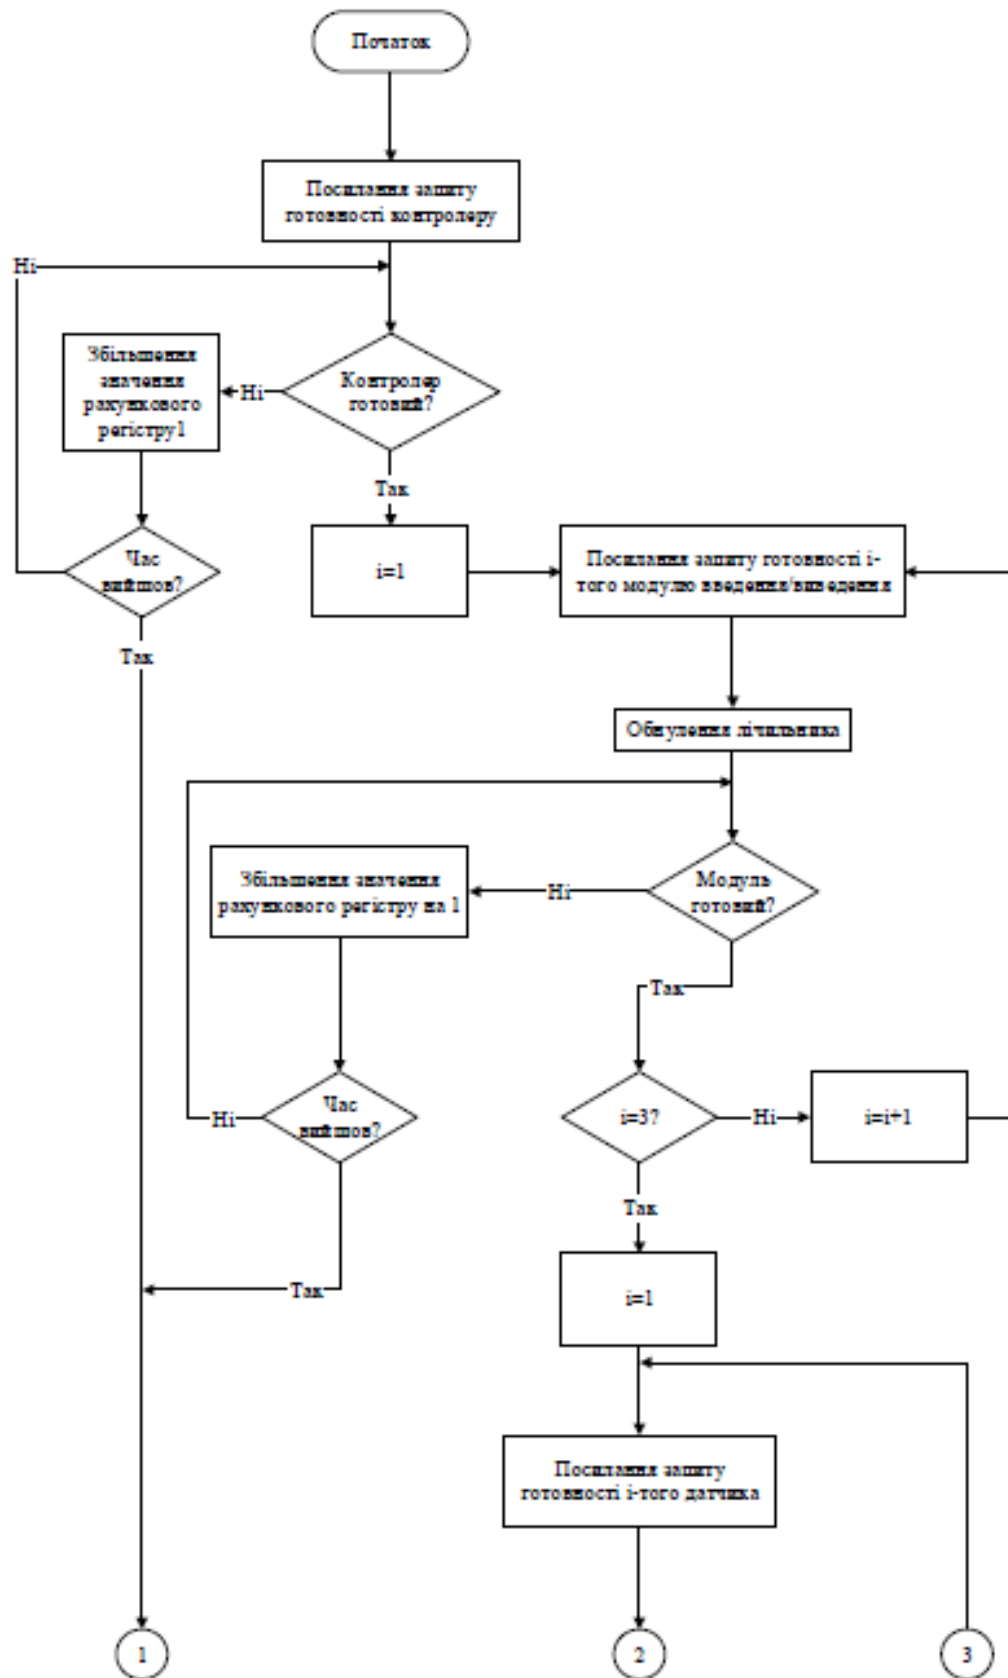 Початок
Посилання запиту
готовності контролеру
Ні
Збільшення
значення
рахункового
регістру1
Ні
Контролер
готовий?
Так
Час
вийшов?
i=1
Посилання запиту готовності і-
того модулю введення/виведення
Так
Обнулення лічильника
Збільшення значення
рахункового регістру на 1
Ні
Модуль
готовий?
Так
Ні
Час
вийшов?
i=3?
Ні
i=i+1
Так
Так
i=1
Посилання запиту
готовності і-того датчика
1
2
3